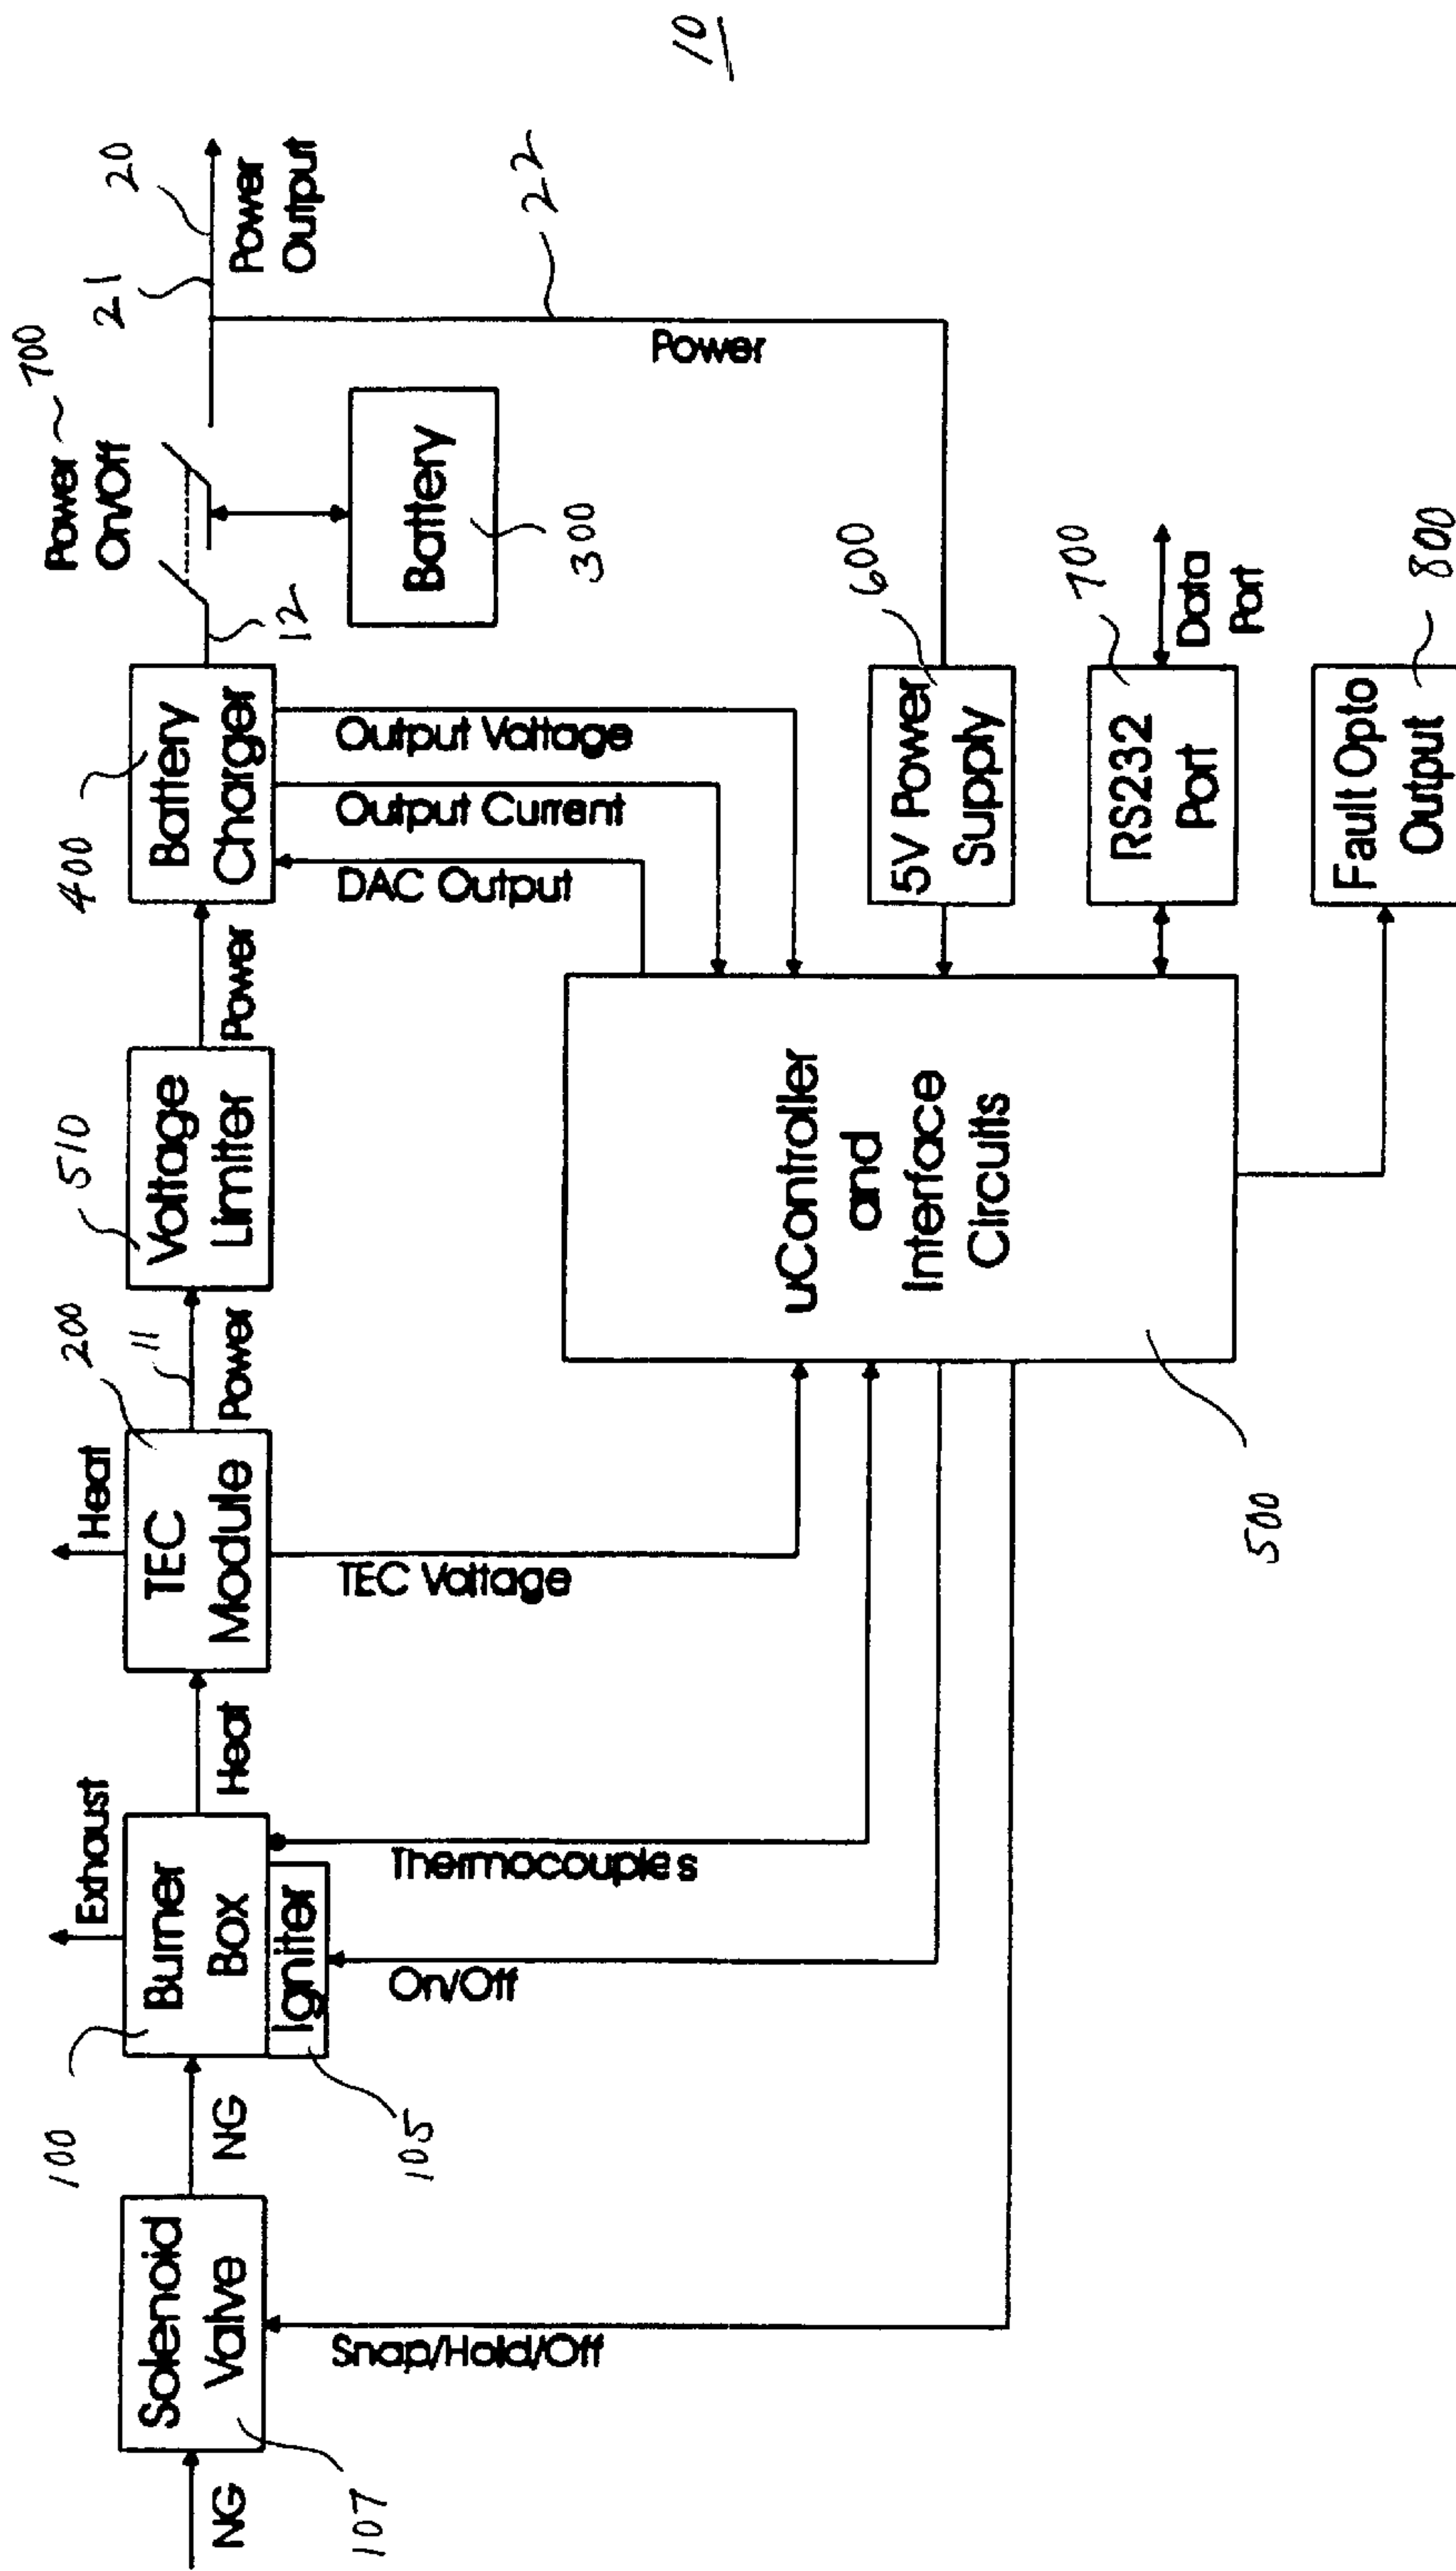 10
NG
Solenoid
Valve
107
NG
100
Exhaust
Burner
Box
Igniter
105
Heat
Heat
200
TEC
Module
11
Power
510
Voltage
Limiter
Power
400
Battery
Charger
12
Power
On/Off
700
Battery
300
21
20
Power
Output
22
Power
Snap/Hold/Off
On/Off
Thermocouples
TEC Voltage
DAC Output
Output Current
Output Voltage
uController
and
Interface
Circuits
500
5V Power
Supply
600
RS232
Port
700
Data
Port
Fault Opto
Output
800